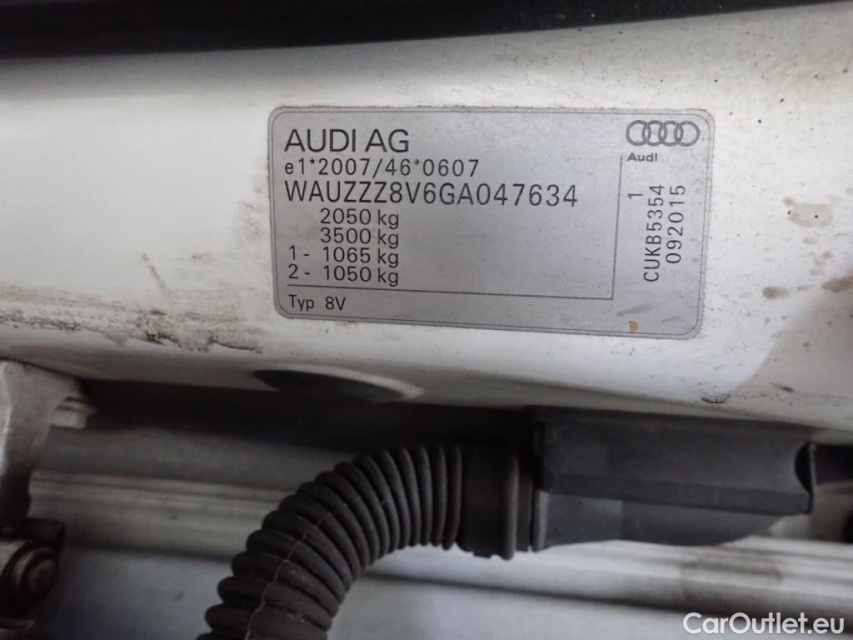 AUDI AG
Audi
e1*2007/46*0607
WAUZZZ8V6GA047634
2050 kg
3500 kg
1 - 1065 kg
2 - 1050 kg
Typ 8V
1
CUKB5354
092015
CarOutlet.eu